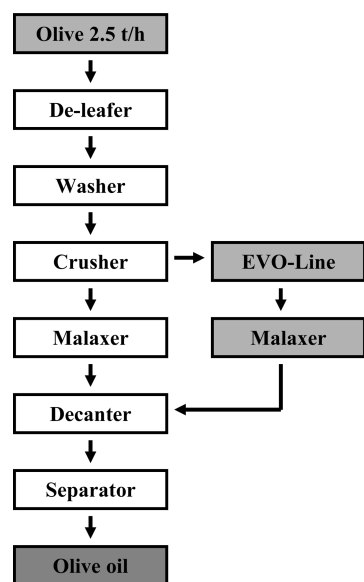 Olive 2.5 t/h
De-leafer
Washer
Crusher
EVO-Line
Malaxer
Malaxer
Decanter
Separator
Olive oil